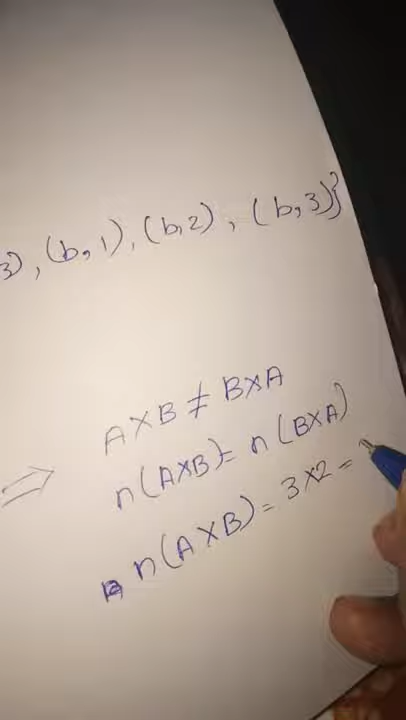 3), (b,1), (b,2), (b,3)}
⇒ A×B ≠ B×A
n(A×B) = n(B×A)
n(A×B) = 3×2 =